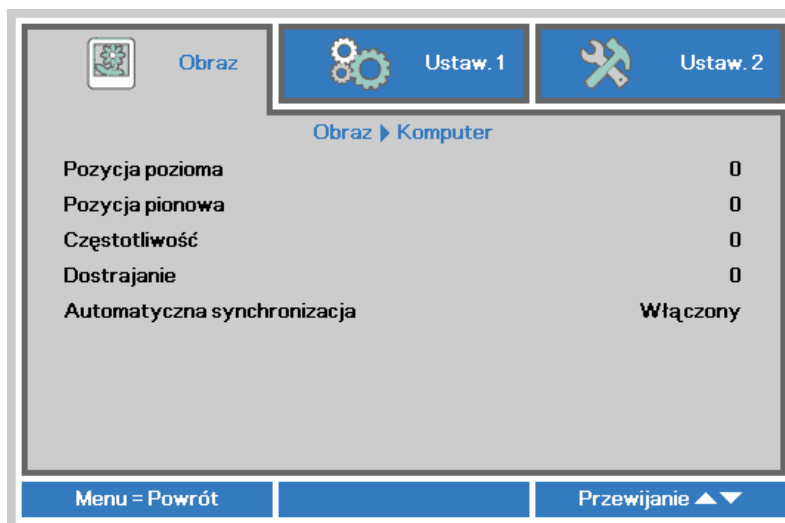 Obraz Ustaw. 1 Ustaw. 2
Obraz ▶ Komputer
Pozycja pozioma 0
Pozycja pionowa 0
Częstotliwość 0
Dostrajanie 0
Automatyczna synchronizacja Włączony
Menu = Powrót Przewijanie ▲▼